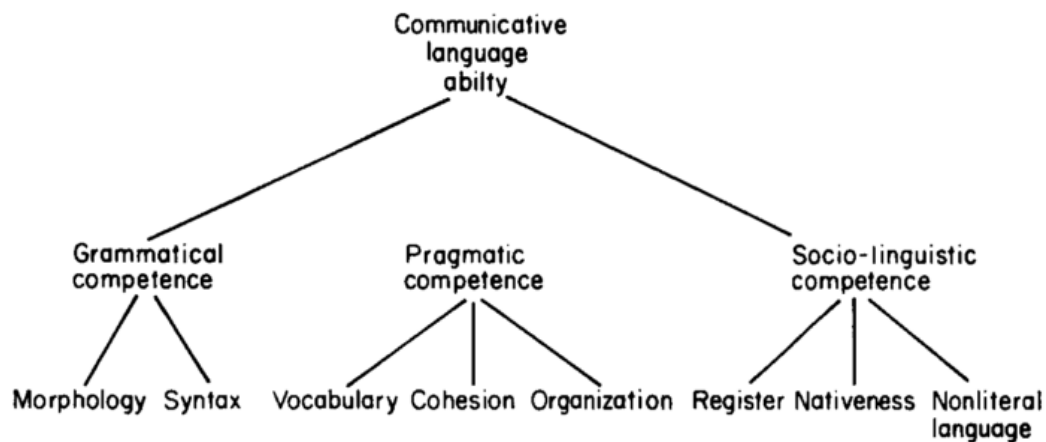 Communicative
language
abilty
Grammatical
competence
Pragmatic
competence
Socio-linguistic
competence
Morphology Syntax Vocabulary Cohesion Organization Register Nativeness Nonliteral
language